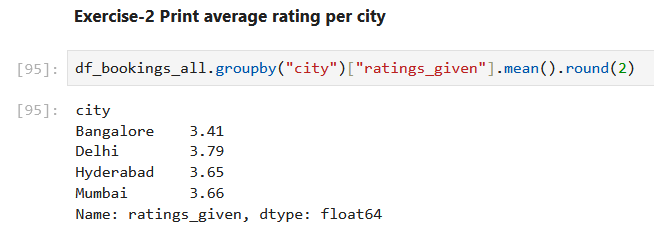 Exercise-2 Print average rating per city
[95]: df_bookings_all.groupby("city")["ratings_given"].mean().round(2)
[95]: city
Bangalore    3.41
Delhi        3.79
Hyderabad    3.65
Mumbai       3.66
Name: ratings_given, dtype: float64